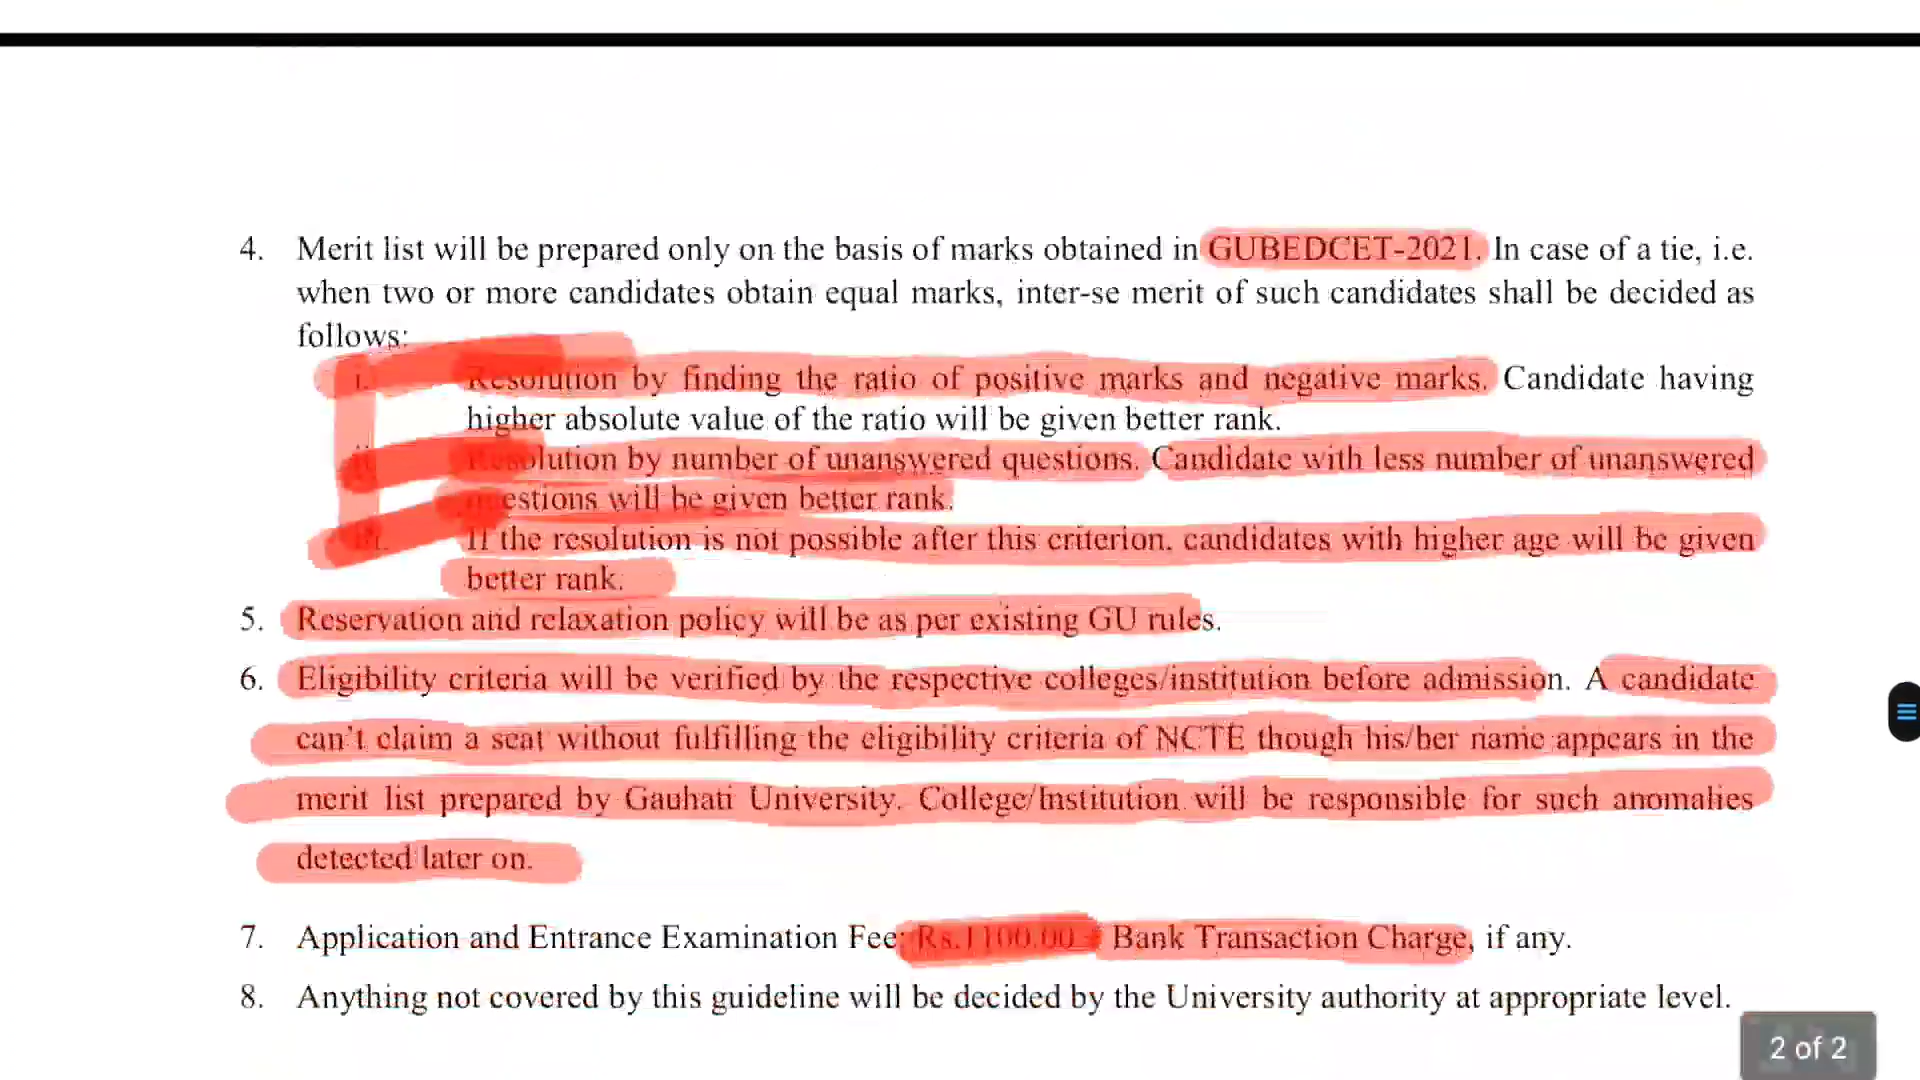 4. Merit list will be prepared only on the basis of marks obtained in GUBEDCET-2021. In case of a tie, i.e.
when two or more candidates obtain equal marks, inter-se merit of such candidates shall be decided as
follows:
i. Resolution by finding the ratio of positive marks and negative marks. Candidate having
higher absolute value of the ratio will be given better rank.
ii. Resolution by number of unanswered questions. Candidate with less number of unanswered
questions will be given better rank.
iii. If the resolution is not possible after this criterion, candidates with higher age will be given
better rank.
5. Reservation and relaxation policy will be as per existing GU rules.
6. Eligibility criteria will be verified by the respective colleges/institution before admission. A candidate
can't claim a seat without fulfilling the eligibility criteria of NCTE though his/her name appears in the
merit list prepared by Gauhati University. College/Institution will be responsible for such anomalies
detected later on.
7. Application and Entrance Examination Fee: Rs.1100.00 + Bank Transaction Charge, if any.
8. Anything not covered by this guideline will be decided by the University authority at appropriate level.
2 of 2